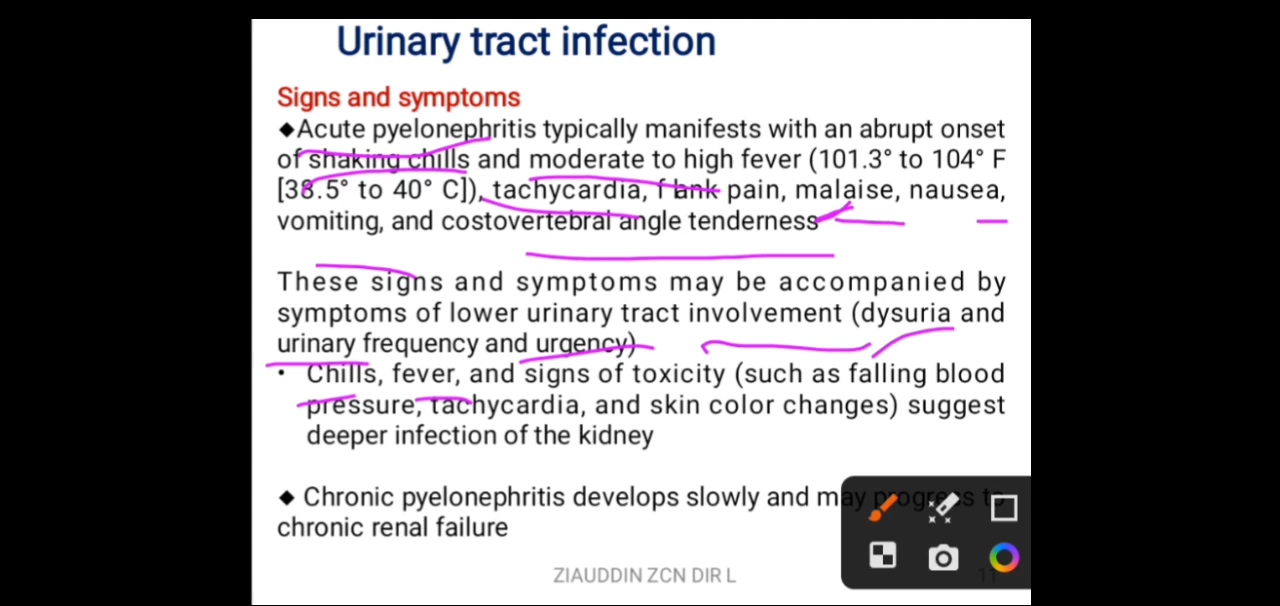 Urinary tract infection
Signs and symptoms
◆Acute pyelonephritis typically manifests with an abrupt onset
of shaking chills and moderate to high fever (101.3° to 104° F
[38.5° to 40° C]), tachycardia, flank pain, malaise, nausea,
vomiting, and costovertebral angle tenderness
These signs and symptoms may be accompanied by
symptoms of lower urinary tract involvement (dysuria and
urinary frequency and urgency)
• Chills, fever, and signs of toxicity (such as falling blood
pressure, tachycardia, and skin color changes) suggest
deeper infection of the kidney
◆ Chronic pyelonephritis develops slowly and may progress to
chronic renal failure
ZIAUDDIN ZCN DIR L
11